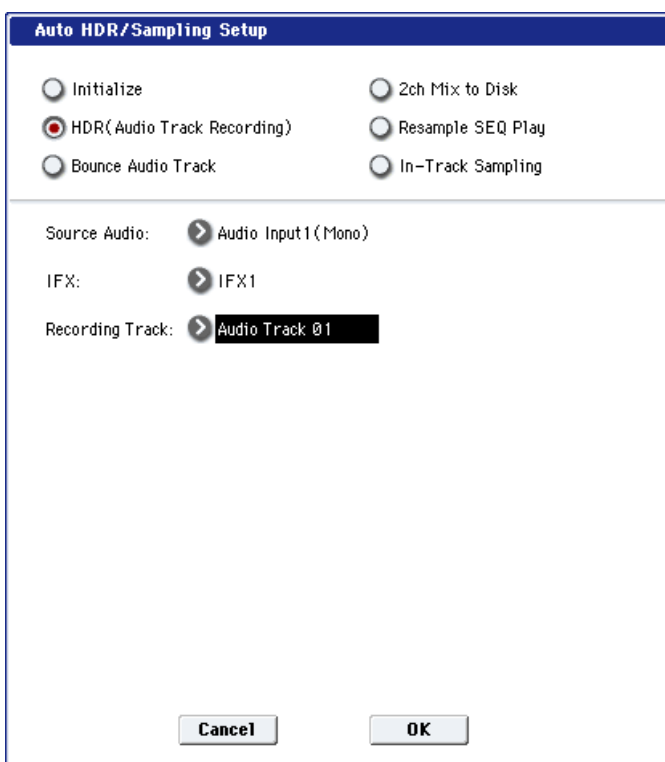 Auto HDR/Sampling Setup
Initialize
2ch Mix to Disk
HDR(Audio Track Recording)
Resample SEQ Play
Bounce Audio Track
In-Track Sampling
Source Audio: Audio Input1(Mono)
IFX: IFX1
Recording Track: Audio Track 01
Cancel OK